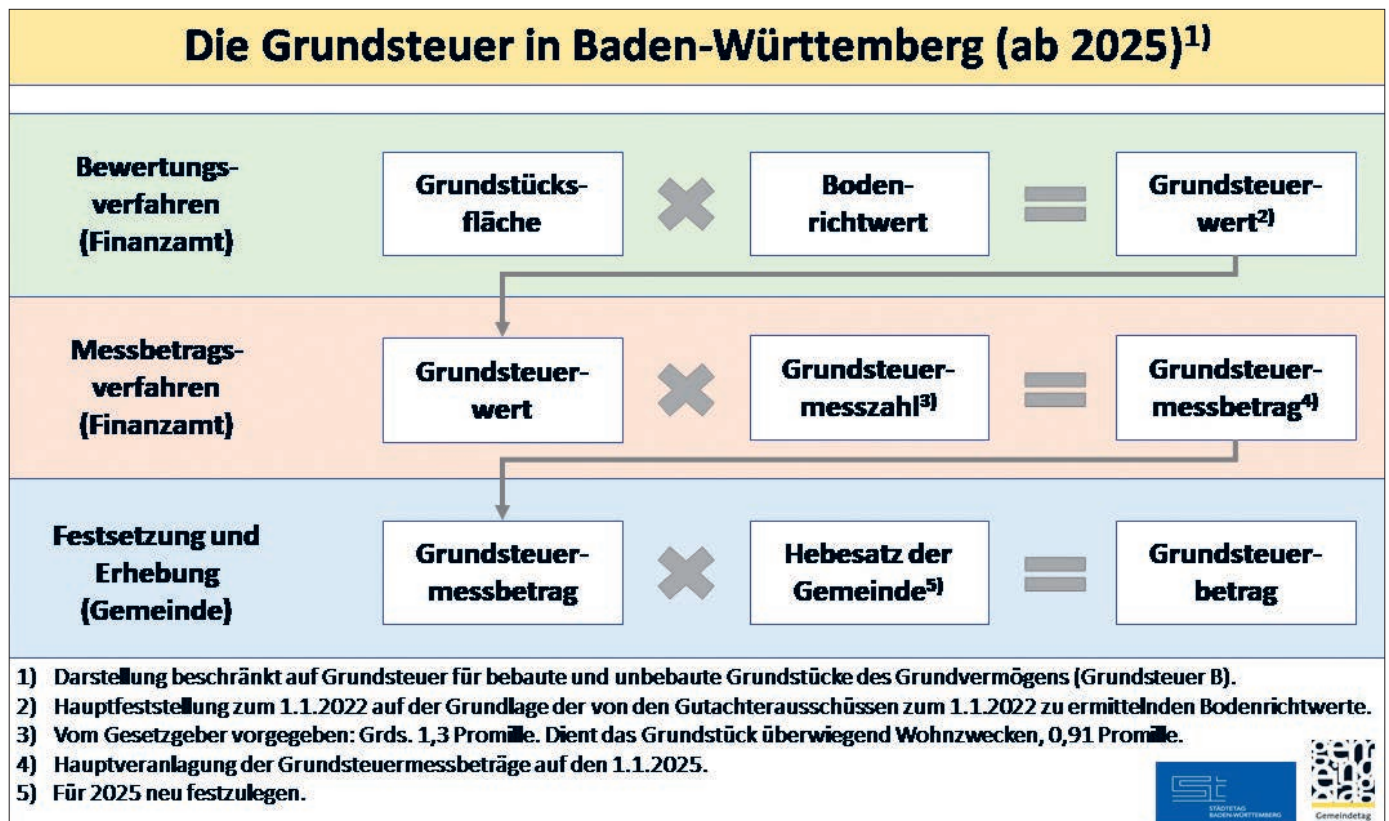 Die Grundsteuer in Baden-Württemberg (ab 2025)1)
Bewertungs-
verfahren
(Finanzamt)
Grundstücks-
fläche
Boden-
richtwert
Grundsteuer-
wert2)
Messbetrags-
verfahren
(Finanzamt)
Grundsteuer-
wert
Grundsteuer-
messzahl3)
Grundsteuer-
messbetrag4)
Festsetzung und
Erhebung
(Gemeinde)
Grundsteuer-
messbetrag
Hebesatz der
Gemeinde5)
Grundsteuer-
betrag
1) Darstellung beschränkt auf Grundsteuer für bebaute und unbebaute Grundstücke des Grundvermögens (Grundsteuer B).
2) Hauptfeststellung zum 1.1.2022 auf der Grundlage der von den Gutachterausschüssen zum 1.1.2022 zu ermittelnden Bodenrichtwerte.
3) Vom Gesetzgeber vorgegeben: Grds. 1,3 Promille. Dient das Grundstück überwiegend Wohnzwecken, 0,91 Promille.
4) Hauptveranlagung der Grundsteuermessbeträge auf den 1.1.2025.
5) Für 2025 neu festzulegen.
STÄDTETAG
BADEN-WÜRTTEMBERG
Gemeindetag